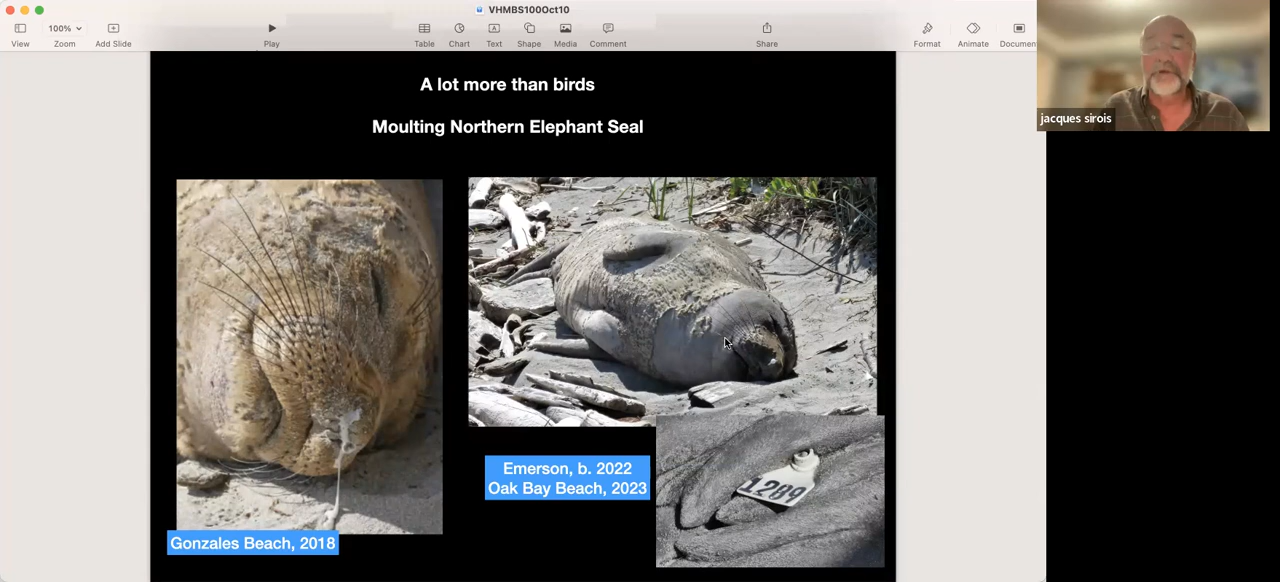 VHMBS100Oct10
100%
View
Zoom
Add Slide
Play
Table
Chart
Text
Shape
Media
Comment
Share
Format
Animate
Documen
jacques sirois
A lot more than birds
Moulting Northern Elephant Seal
Emerson, b. 2022
Oak Bay Beach, 2023
1289
Gonzales Beach, 2018